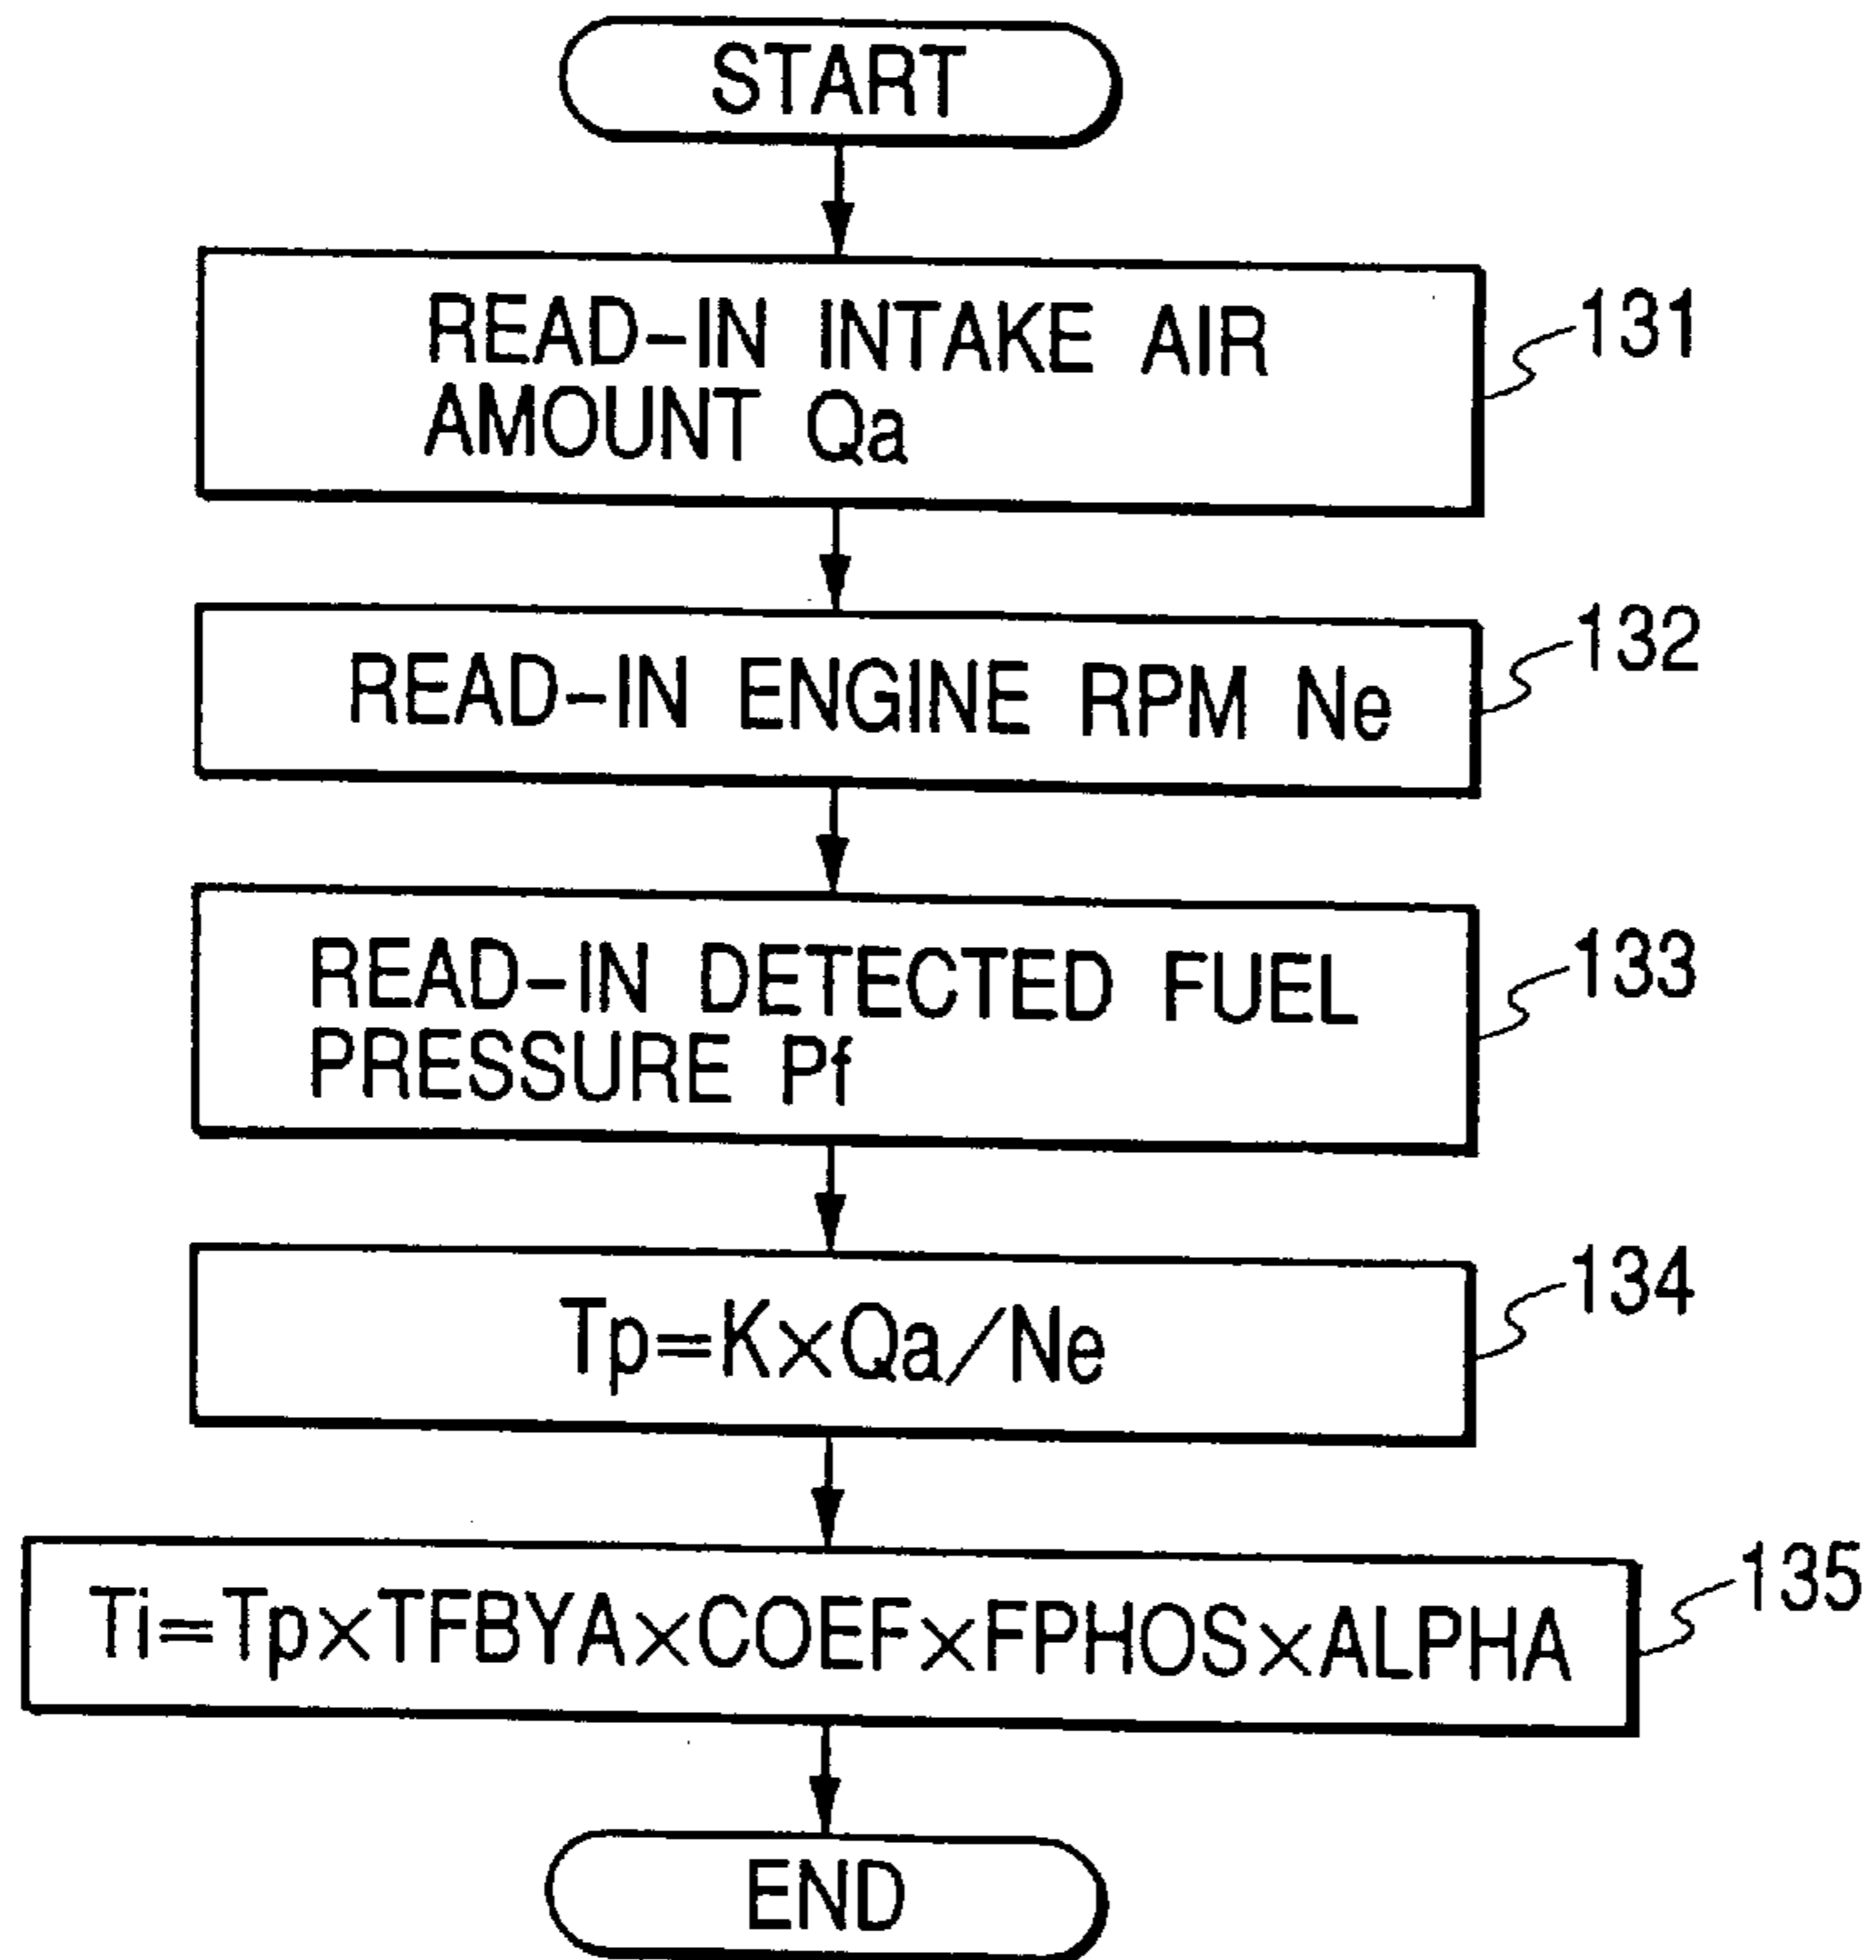 START
READ-IN INTAKE AIR
AMOUNT Qa
131
READ-IN ENGINE RPM Ne
132
READ-IN DETECTED FUEL
PRESSURE Pf
133
Tp=K×Qa/Ne
134
Ti=Tp×TFBYA×COEF×FPHOS×ALPHA
135
END